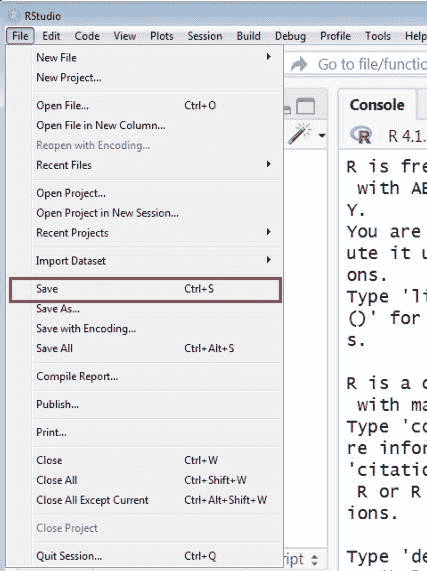 RStudio
File Edit Code View Plots Session Build Debug Profile Tools Help
New File
New Project...
Go to file/functi
Open File... Ctrl+O
Open File in New Column...
Reopen with Encoding...
Recent Files
Open Project...
Open Project in New Session...
Recent Projects
Import Dataset
Save Ctrl+S
Save As...
Save with Encoding...
Save All Ctrl+Alt+S
Compile Report...
Publish...
Print...
Close Ctrl+W
Close All Ctrl+Shift+W
Close All Except Current Ctrl+Alt+Shift+W
Close Project
Quit Session... Ctrl+Q
ript
Console
R R 4.1.
R is fre
with AB
Y.
You are
ute it u
ons.
Type 'li
()' for
s.
R is a c
with ma
Type 'co
re infor
'citatio
R or R
ions.
Type 'de